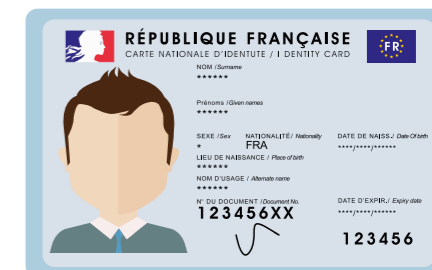 RÉPUBLIQUE FRANÇAISE
CARTE NATIONALE D'IDENTUTE / I DENTITY CARD
FR
NOM /Surname
******
Prénoms /Given names
******
SEXE /Sex NATIONALITÉ/ Nationality DATE DE NAISS./ Date Of birth
* FRA ****/****/******
LIEU DE NAISSANCE / Place of birth
******
NOM D'USAGE / Alternate name
******
N° DU DOCUMENT /Document No. DATE D'EXPIR./ Expiry date
123456XX ****/****/******
123456